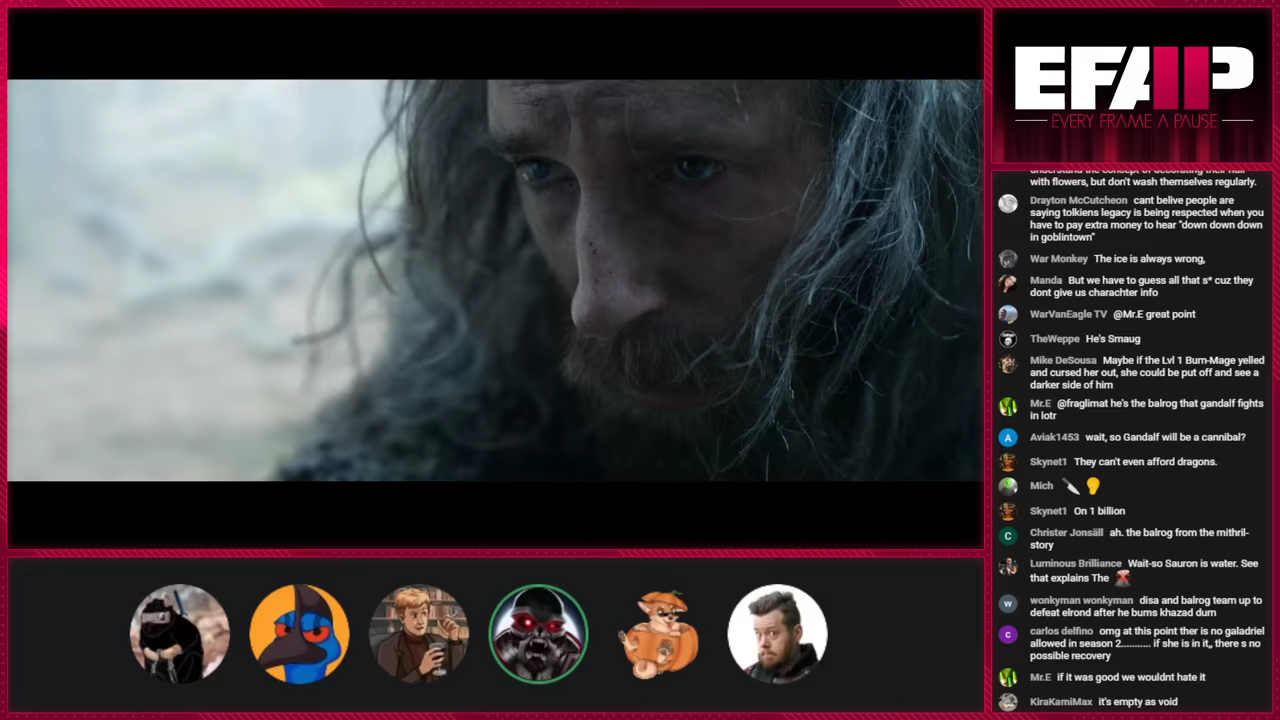 EFAP
EVERY FRAME A PAUSE
understand the concept of decorating their hair
with flowers, but don't wash themselves regularly.
Drayton McCutcheon cant belive people are
saying tolkiens legacy is being respected when you
have to pay extra money to hear "down down down
in goblintown"
War Monkey The ice is always wrong,
Manda But we have to guess all that s* cuz they
dont give us charachter info
WarVanEagle TV @Mr.E great point
TheWeppe He's Smaug
Mike DeSousa Maybe if the Lvl 1 Bum-Mage yelled
and cursed her out, she could be put off and see a
darker side of him
Mr.E @fraglimat he's the balrog that gandalf fights
in lotr
A
Aviak1453 wait, so Gandalf will be a cannibal?
Skynet1 They can't even afford dragons.
Mich
Skynet1 On 1 billion
C
Christer Jonsäll ah. the balrog from the mithril-
story
Luminous Brilliance Wait-so Sauron is water. See
that explains The
w
wonkyman wonkyman disa and balrog team up to
defeat elrond after he bums khazad dum
c
carlos delfino omg at this point ther is no galadriel
allowed in season 2........... if she is in it,, there s no
possible recovery
Mr.E if it was good we wouldnt hate it
KiraKamiMax it's empty as void